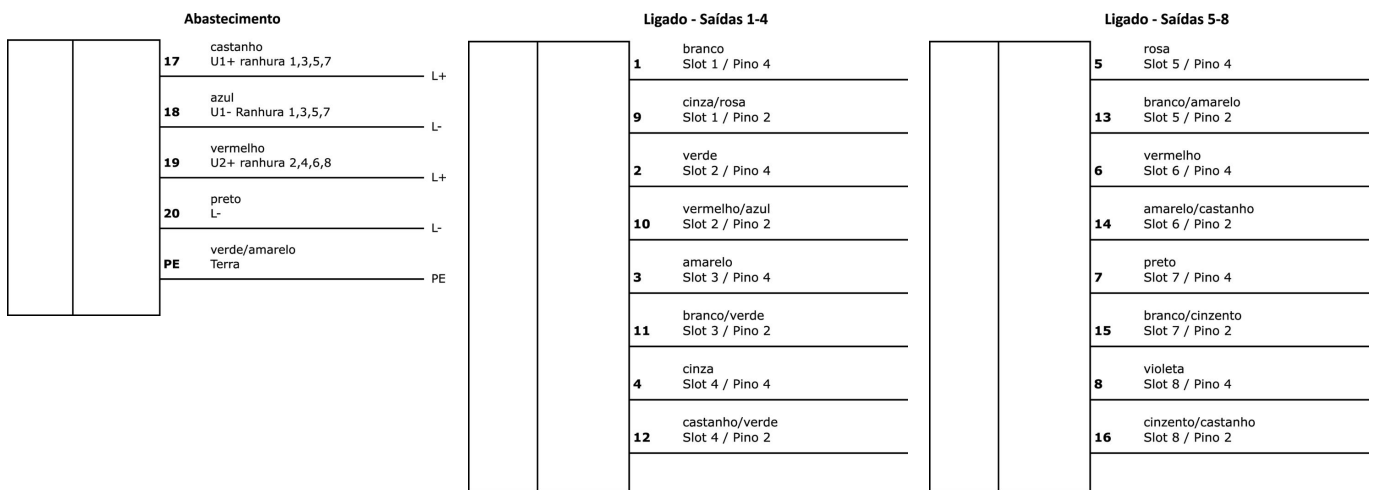 Abastecimento
castanho
17 U1+ ranhura 1,3,5,7
L+
azul
18 U1- Ranhura 1,3,5,7
L-
vermelho
19 U2+ ranhura 2,4,6,8
L+
preto
20 L-
L-
verde/amarelo
PE Terra
PE
Ligado - Saídas 1-4
branco
1 Slot 1 / Pino 4
cinza/rosa
9 Slot 1 / Pino 2
verde
2 Slot 2 / Pino 4
vermelho/azul
10 Slot 2 / Pino 2
amarelo
3 Slot 3 / Pino 4
branco/verde
11 Slot 3 / Pino 2
cinza
4 Slot 4 / Pino 4
castanho/verde
12 Slot 4 / Pino 2
Ligado - Saídas 5-8
rosa
5 Slot 5 / Pino 4
branco/amarelo
13 Slot 5 / Pino 2
vermelho
6 Slot 6 / Pino 4
amarelo/castanho
14 Slot 6 / Pino 2
preto
7 Slot 7 / Pino 4
branco/cinzento
15 Slot 7 / Pino 2
violeta
8 Slot 8 / Pino 4
cinzento/castanho
16 Slot 8 / Pino 2